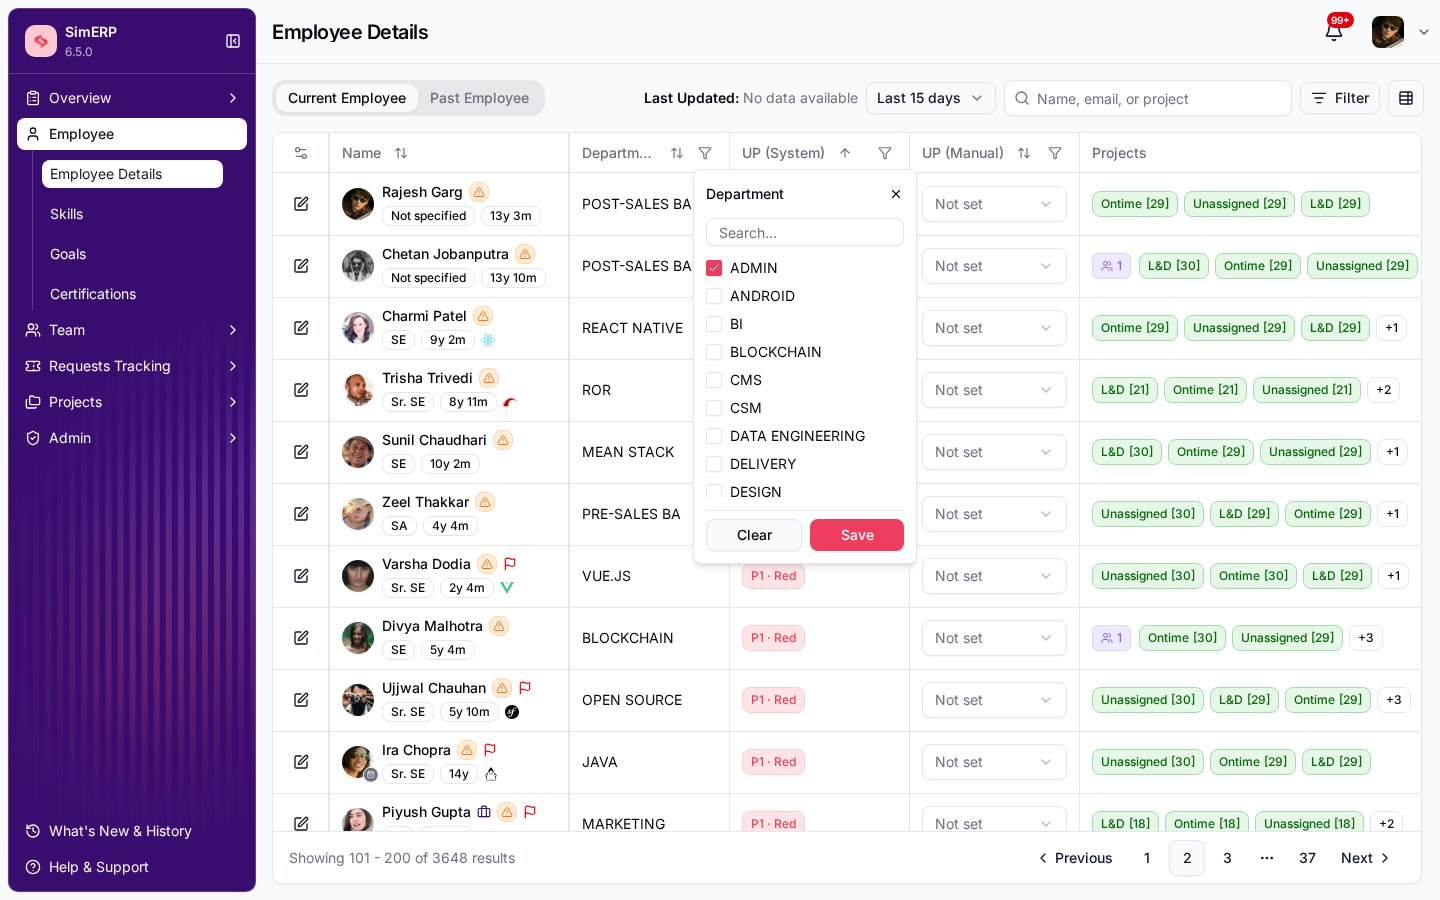 SimERP
6.5.0
Overview
Employee
Employee Details
Skills
Goals
Certifications
Team
Requests Tracking
Projects
Admin
What's New & History
Help & Support
Employee Details
99+
Current Employee
Past Employee
Last Updated: No data available
Last 15 days
Name, email, or project
Filter
Name
Departm...
UP (System)
UP (Manual)
Projects
Rajesh Garg
Not specified 13y 3m
POST-SALES BA
Not set
Ontime [29] Unassigned [29] L&D [29]
Chetan Jobanputra
Not specified 13y 10m
POST-SALES BA
Not set
1 L&D [30] Ontime [29] Unassigned [29]
Charmi Patel
SE 9y 2m
REACT NATIVE
Not set
Ontime [29] Unassigned [29] L&D [29] +1
Trisha Trivedi
Sr. SE 8y 11m
ROR
Not set
L&D [21] Ontime [21] Unassigned [21] +2
Sunil Chaudhari
SE 10y 2m
MEAN STACK
Not set
L&D [30] Ontime [29] Unassigned [29] +1
Zeel Thakkar
SA 4y 4m
PRE-SALES BA
Not set
Unassigned [30] L&D [29] Ontime [29] +1
Varsha Dodia
Sr. SE 2y 4m
VUE.JS
P1 · Red
Not set
Unassigned [30] Ontime [30] L&D [29] +1
Divya Malhotra
SE 5y 4m
BLOCKCHAIN
P1 · Red
Not set
1 Ontime [30] Unassigned [29] +3
Ujjwal Chauhan
Sr. SE 5y 10m
OPEN SOURCE
P1 · Red
Not set
Unassigned [30] L&D [29] Ontime [29] +3
Ira Chopra
Sr. SE 14y
JAVA
P1 · Red
Not set
Unassigned [30] Ontime [29] L&D [29]
Piyush Gupta
MARKETING
P1 · Red
Not set
L&D [18] Ontime [18] Unassigned [18] +2
Department
Search...
ADMIN
ANDROID
BI
BLOCKCHAIN
CMS
CSM
DATA ENGINEERING
DELIVERY
DESIGN
Clear
Save
Showing 101 - 200 of 3648 results
Previous 1 2 3 ••• 37 Next